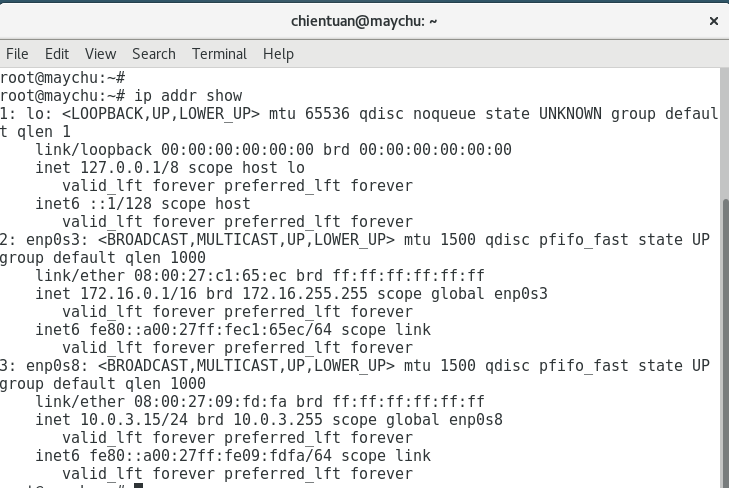 chientuan@maychu: ~
File Edit View Search Terminal Help
root@maychu:~#
root@maychu:~# ip addr show
1: lo: <LOOPBACK,UP,LOWER_UP> mtu 65536 qdisc noqueue state UNKNOWN group defaul
t qlen 1
    link/loopback 00:00:00:00:00:00 brd 00:00:00:00:00:00
    inet 127.0.0.1/8 scope host lo
       valid_lft forever preferred_lft forever
    inet6 ::1/128 scope host
       valid_lft forever preferred_lft forever
2: enp0s3: <BROADCAST,MULTICAST,UP,LOWER_UP> mtu 1500 qdisc pfifo_fast state UP
group default qlen 1000
    link/ether 08:00:27:c1:65:ec brd ff:ff:ff:ff:ff:ff
    inet 172.16.0.1/16 brd 172.16.255.255 scope global enp0s3
       valid_lft forever preferred_lft forever
    inet6 fe80::a00:27ff:fec1:65ec/64 scope link
       valid_lft forever preferred_lft forever
3: enp0s8: <BROADCAST,MULTICAST,UP,LOWER_UP> mtu 1500 qdisc pfifo_fast state UP
group default qlen 1000
    link/ether 08:00:27:09:fd:fa brd ff:ff:ff:ff:ff:ff
    inet 10.0.3.15/24 brd 10.0.3.255 scope global enp0s8
       valid_lft forever preferred_lft forever
    inet6 fe80::a00:27ff:fe09:fdfa/64 scope link
       valid_lft forever preferred_lft forever